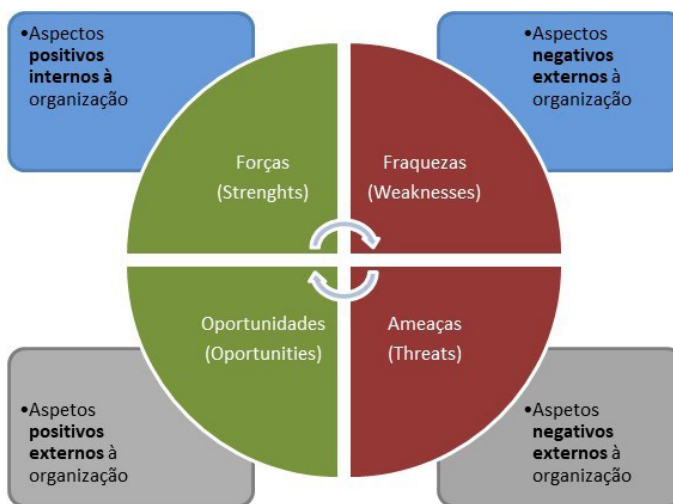 •Aspectos
positivos
internos à
organização
•Aspectos
negativos
externos à
organização
Forças
(Strenghts)
Fraquezas
(Weaknesses)
Oportunidades
(Oportunities)
Ameaças
(Threats)
•Aspetos
positivos
externos à
organização
•Aspetos
negativos
externos à
organização